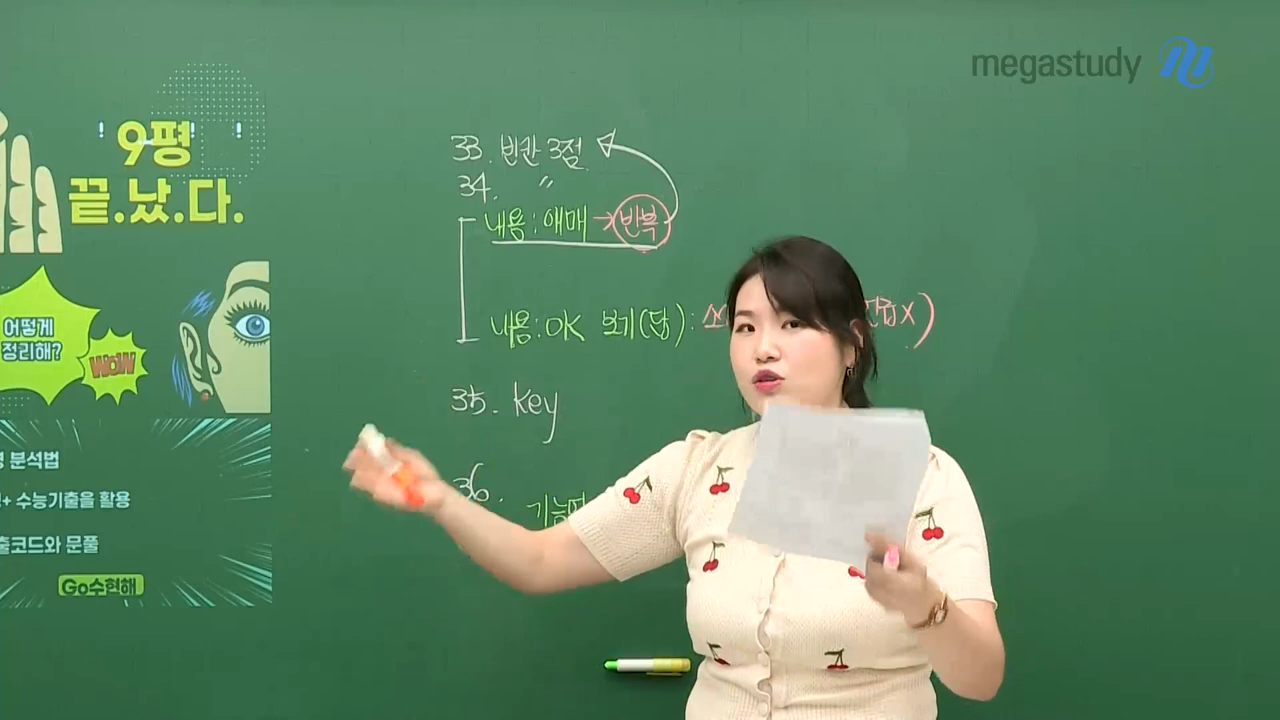 megastudy
9평
끝.났.다.
어떻게
정리해?
WOW
분석법
+ 수능기출을 활용
출코드와 문풀
Go수현해
33. 빈칸 3점
34. 〃
내용 : 애매 → 반복
내용 : OK 보기(답) :
X)
35. key
36.